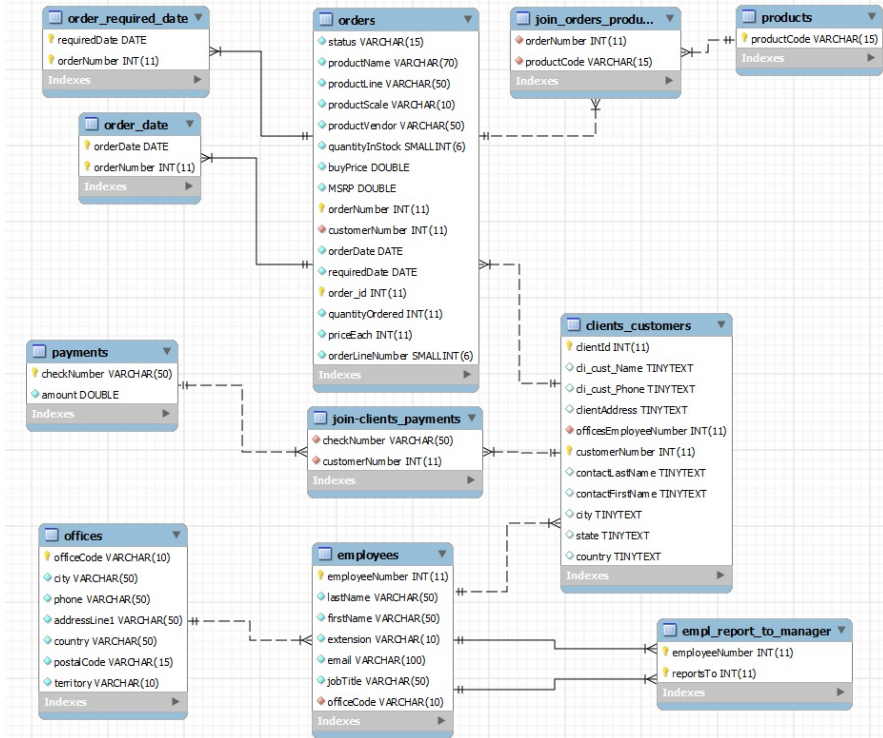 order_required_date
requiredDate DATE
orderNumber INT(11)
Indexes
order_date
orderDate DATE
orderNumber INT(11)
Indexes
orders
status VARCHAR(15)
productName VARCHAR(70)
productLine VARCHAR(50)
productScale VARCHAR(10)
productVendor VARCHAR(50)
quantityInStock SMALLINT(6)
buyPrice DOUBLE
MSRP DOUBLE
orderNumber INT(11)
customerNumber INT(11)
orderDate DATE
requiredDate DATE
order_id INT(11)
quantityOrdered INT(11)
priceEach INT(11)
orderLineNumber SMALLINT(6)
Indexes
join_orders_produ...
orderNumber INT(11)
productCode VARCHAR(15)
Indexes
products
productCode VARCHAR(15)
Indexes
payments
checkNumber VARCHAR(50)
amount DOUBLE
Indexes
join-clients_payments
checkNumber VARCHAR(50)
customerNumber INT(11)
Indexes
clients_customers
clientId INT(11)
cli_cust_Name TINYTEXT
cli_cust_Phone TINYTEXT
clientAddress TINYTEXT
officesEmployeeNumber INT(11)
customerNumber INT(11)
contactLastName TINYTEXT
contactFirstName TINYTEXT
city TINYTEXT
state TINYTEXT
country TINYTEXT
Indexes
offices
officeCode VARCHAR(10)
city VARCHAR(50)
phone VARCHAR(50)
addressLine1 VARCHAR(50)
country VARCHAR(50)
postalCode VARCHAR(15)
territory VARCHAR(10)
Indexes
employees
employeeNumber INT(11)
lastName VARCHAR(50)
firstName VARCHAR(50)
extension VARCHAR(10)
email VARCHAR(100)
jobTitle VARCHAR(50)
officeCode VARCHAR(10)
Indexes
empl_report_to_manager
employeeNumber INT(11)
reportsTo INT(11)
Indexes